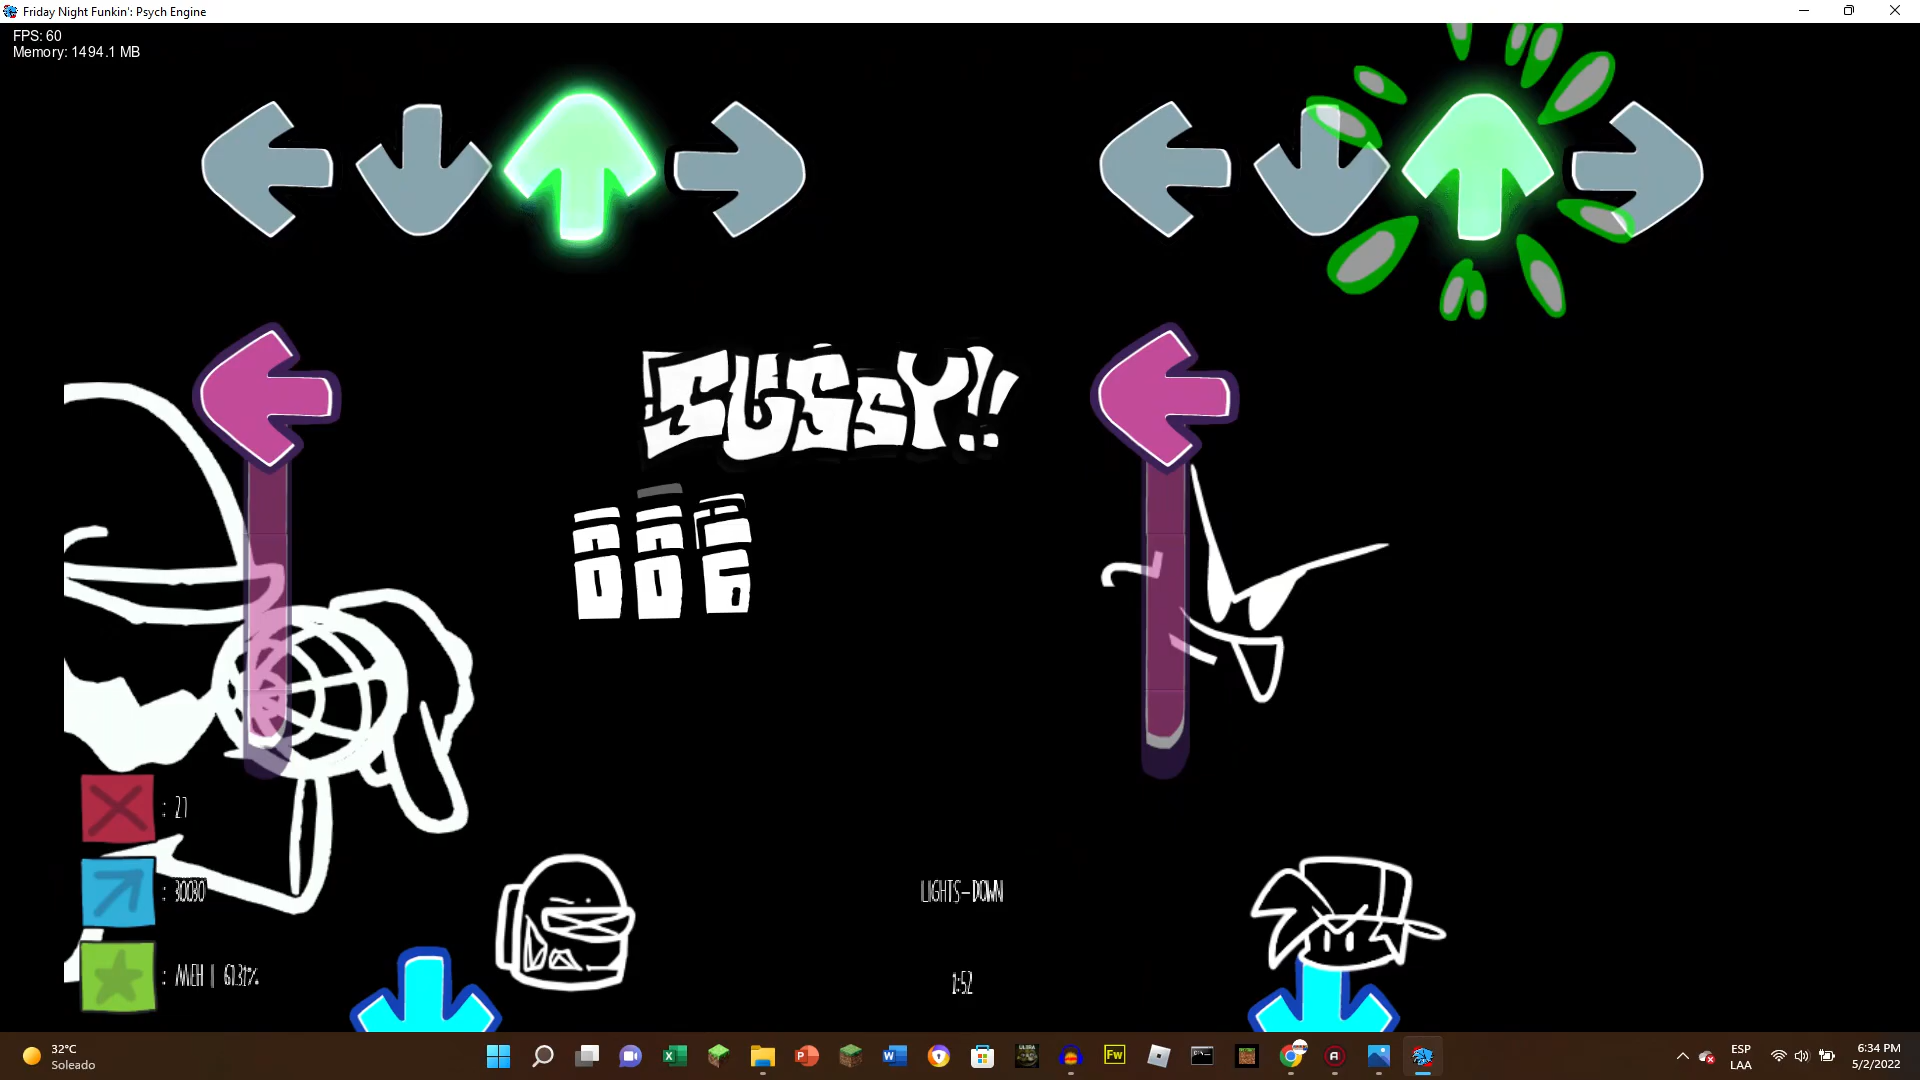 Friday Night Funkin': Psych Engine
FPS: 60
Memory: 1494.1 MB
SUSSY!!
006
: 27
: 30030
LIGHTS-DOWN
: MEH | 61.31%
1:52
32°C
Soleado
ESP
LAA
6:34 PM
5/2/2022